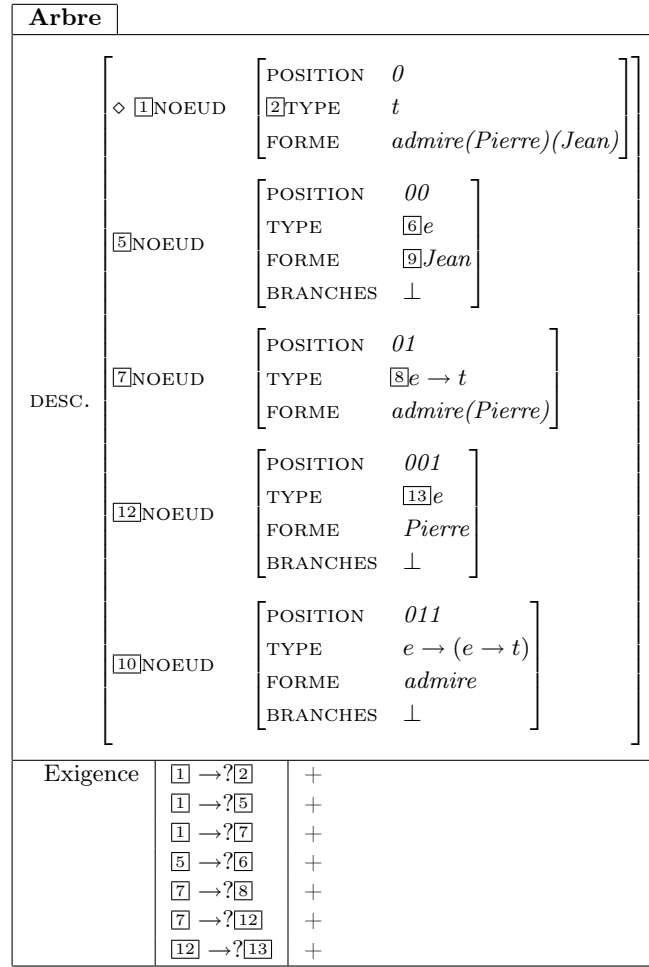 Arbre
POSITION 0
◇ 1 NOEUD 2 TYPE t
FORME admire(Pierre)(Jean)
POSITION 00
5 NOEUD TYPE 6 e
FORME 9 Jean
BRANCHES ⊥
POSITION 01
7 NOEUD TYPE 8 e → t
FORME admire(Pierre)
DESC.
POSITION 001
12 NOEUD TYPE 13 e
FORME Pierre
BRANCHES ⊥
POSITION 011
10 NOEUD TYPE e → (e → t)
FORME admire
BRANCHES ⊥
Exigence 1 →?2 +
1 →?5 +
1 →?7 +
5 →?6 +
7 →?8 +
7 →?12 +
12 →?13 +